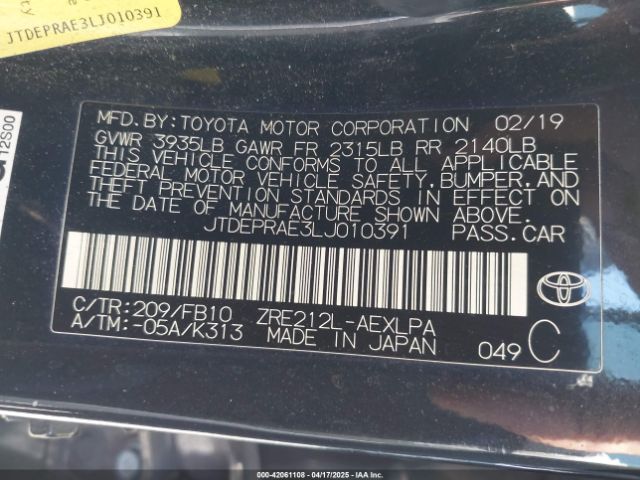 JTDEPRAE3LJ010391
12S00
MFD.BY:TOYOTA MOTOR CORPORATION 02/19
GVWR 3935LB GAWR FR 2315LB RR 2140LB
THIS VEHICLE CONFORMS TO ALL APPLICABLE
FEDERAL MOTOR VEHICLE SAFETY,BUMPER,AND
THEFT PREVENTION STANDARDS IN EFFECT ON
THE DATE OF MANUFACTURE SHOWN ABOVE.
JTDEPRAE3LJ010391 PASS.CAR
C/TR:209/FB10 ZRE212L-AEXLPA
A/TM:-05A/K313 MADE IN JAPAN 049 C
000-42061108 - 04/17/2025 - IAA Inc.